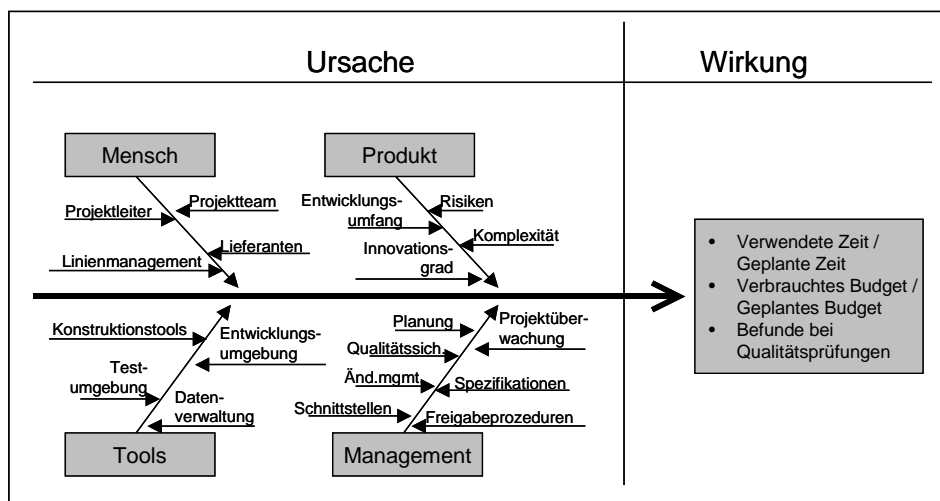 Ursache
Wirkung
Mensch
Produkt
Projektteam
Projektleiter
Lieferanten
Linienmanagement
Entwicklungs-
umfang
Risiken
Komplexität
Innovations-
grad
• Verwendete Zeit /
Geplante Zeit
• Verbrauchtes Budget /
Geplantes Budget
• Befunde bei
Qualitätsprüfungen
Konstruktionstools
Entwicklungs-
umgebung
Test-
umgebung
Daten-
verwaltung
Planung
Projektüber-
wachung
Qualitätssich.
Änd.mgmt
Spezifikationen
Schnittstellen
Freigabeprozeduren
Tools
Management